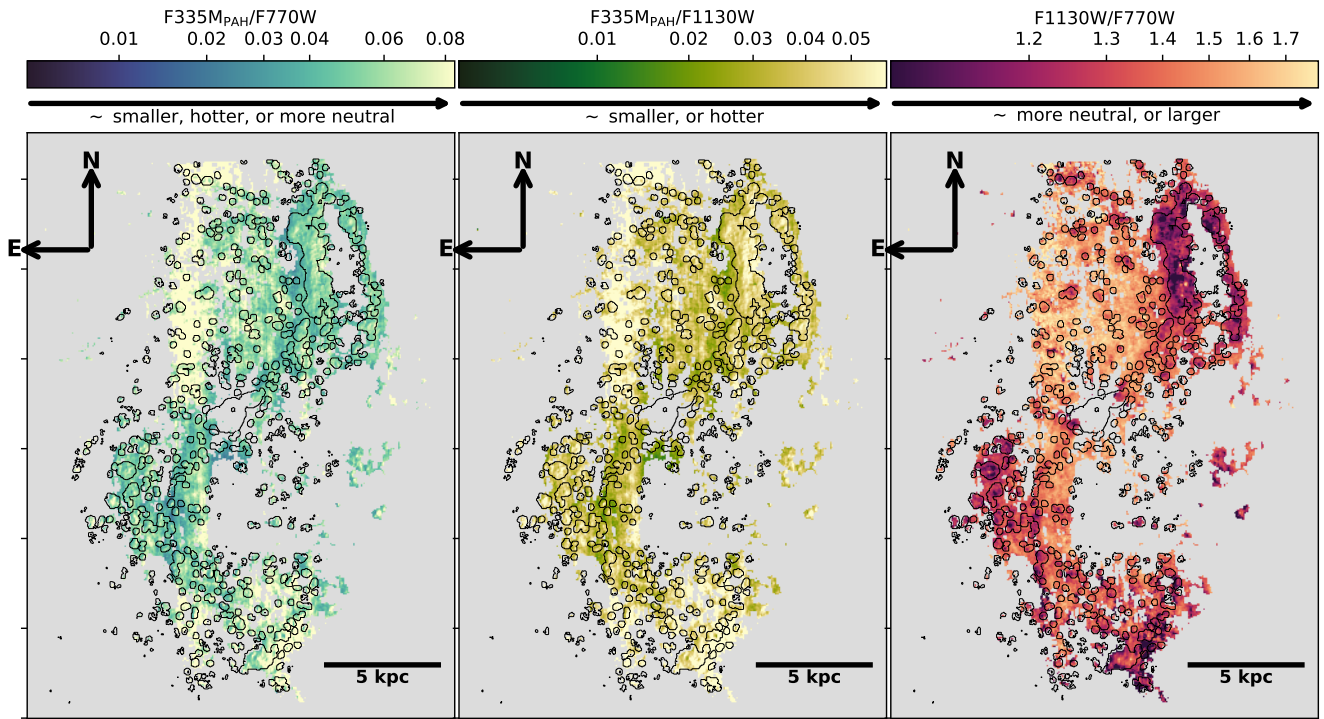 F335M_PAH/F770W
0.01 0.02 0.03 0.04 0.06 0.08
~ smaller, hotter, or more neutral
N
E
5 kpc
F335M_PAH/F1130W
0.01 0.02 0.03 0.04 0.05
~ smaller, or hotter
N
E
5 kpc
F1130W/F770W
1.2 1.3 1.4 1.5 1.6 1.7
~ more neutral, or larger
N
E
5 kpc